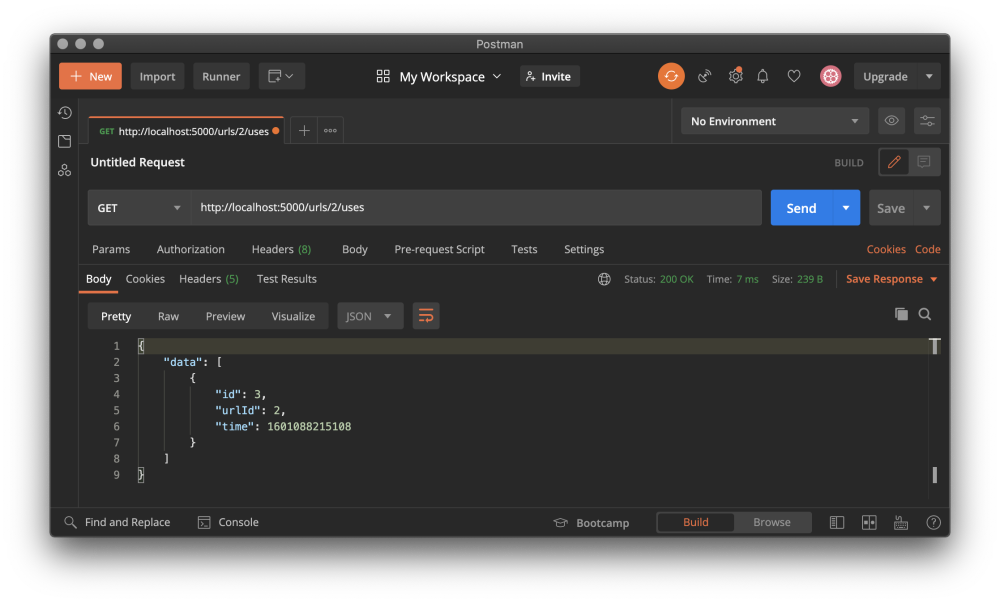 Postman
New Import Runner My Workspace Invite Upgrade
GET http://localhost:5000/urls/2/uses No Environment
Untitled Request BUILD
GET http://localhost:5000/urls/2/uses Send Save
Params Authorization Headers (8) Body Pre-request Script Tests Settings Cookies Code
Body Cookies Headers (5) Test Results Status: 200 OK Time: 7 ms Size: 239 B Save Response
Pretty Raw Preview Visualize JSON
1 {
2 "data": [
3 {
4 "id": 3,
5 "urlId": 2,
6 "time": 1601088215108
7 }
8 ]
9 }
Find and Replace Console Bootcamp Build Browse